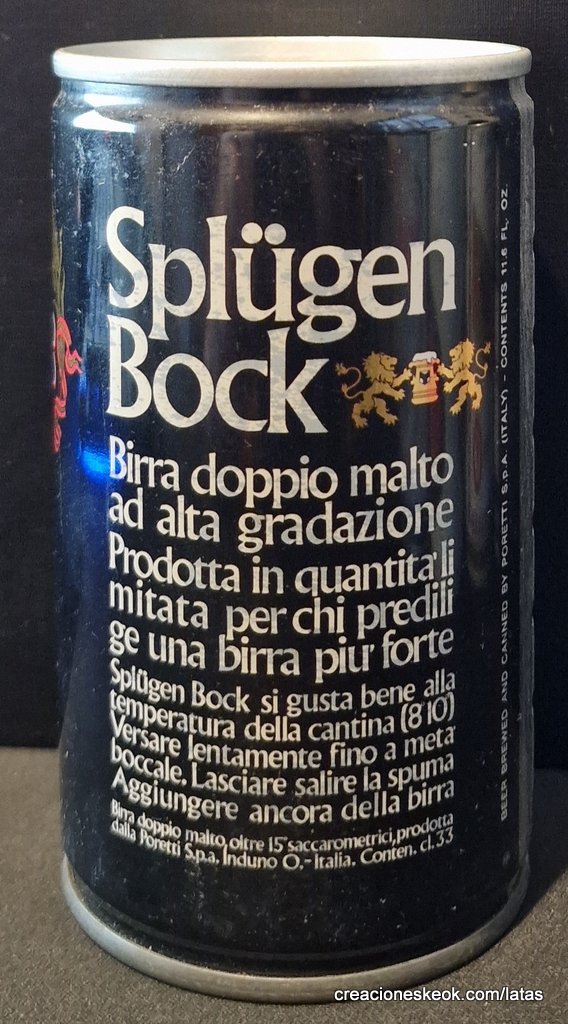 Splügen
Bock
Birra doppio malto
ad alta gradazione
Prodotta in quantita' li
mitata per chi predili
ge una birra piu' forte
Splügen Bock si gusta bene alla
temperatura della cantina (8°10°)
Versare lentamente fino a meta'
boccale. Lasciare salire la spuma
Aggiungere ancora della birra
Birra doppio malto, oltre 15° saccarometrici, prodotta
dalla Poretti S.p.a. Induno O.-Italia. Conten. cl. 33
BEER BREWED AND CANNED BY PORETTI S.P.A. (ITALY) - CONTENTS 11.6 FL. OZ
creacioneskeok.com/latas